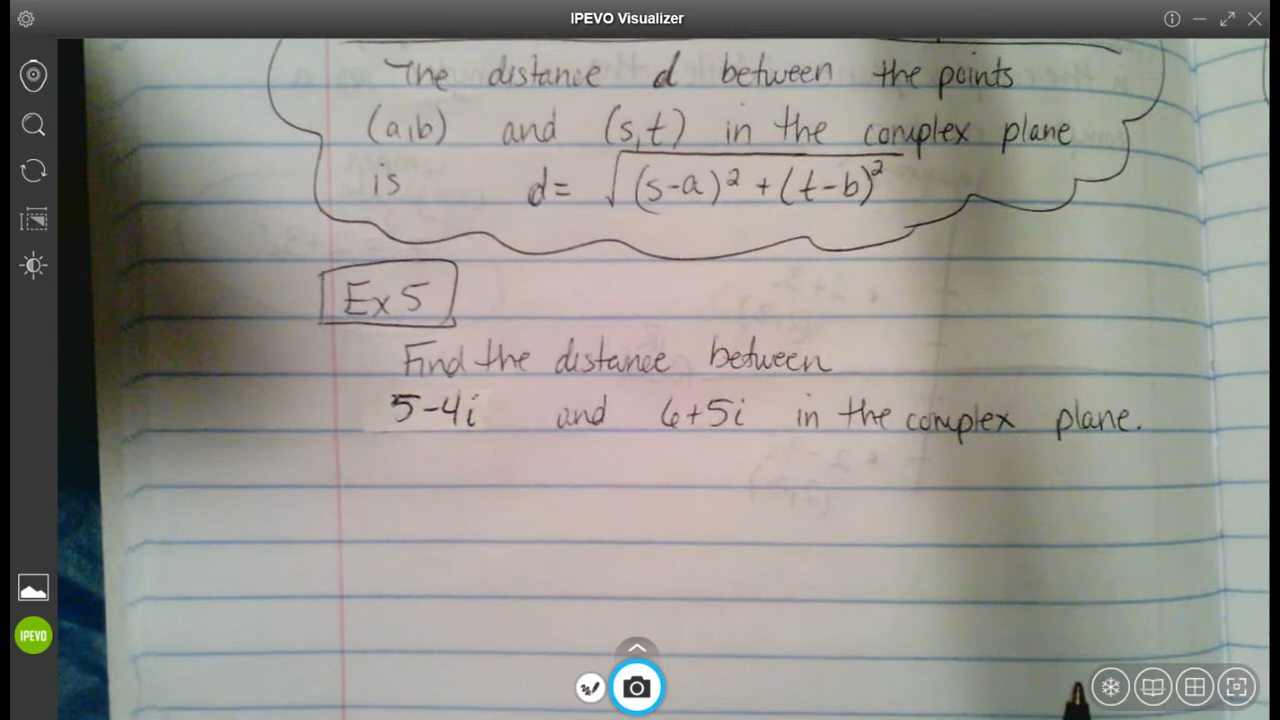 IPEVO Visualizer
The distance d between the points
(a,b) and (s,t) in the complex plane
is d= √(s-a)² + (t-b)²
Ex 5
Find the distance between
5-4i and 6+5i in the complex plane.
IPEVO